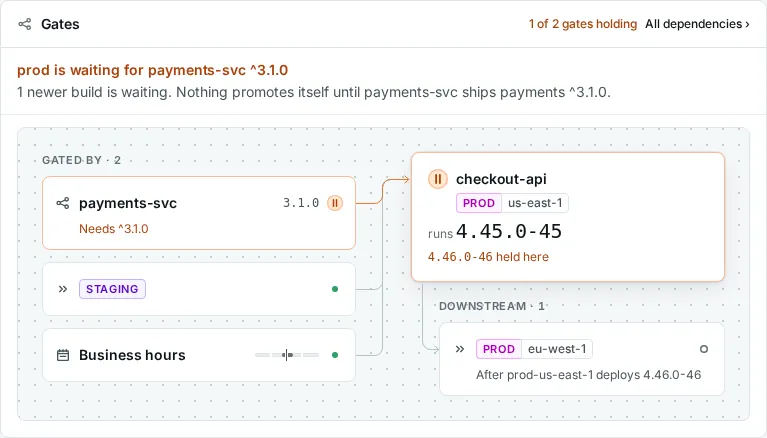 Gates
1 of 2 gates holding All dependencies ›
prod is waiting for payments-svc ^3.1.0
1 newer build is waiting. Nothing promotes itself until payments-svc ships payments ^3.1.0.
GATED BY · 2
payments-svc 3.1.0
Needs ^3.1.0
STAGING
Business hours
checkout-api
PROD us-east-1
runs 4.45.0-45
4.46.0-46 held here
DOWNSTREAM · 1
PROD eu-west-1
After prod-us-east-1 deploys 4.46.0-46